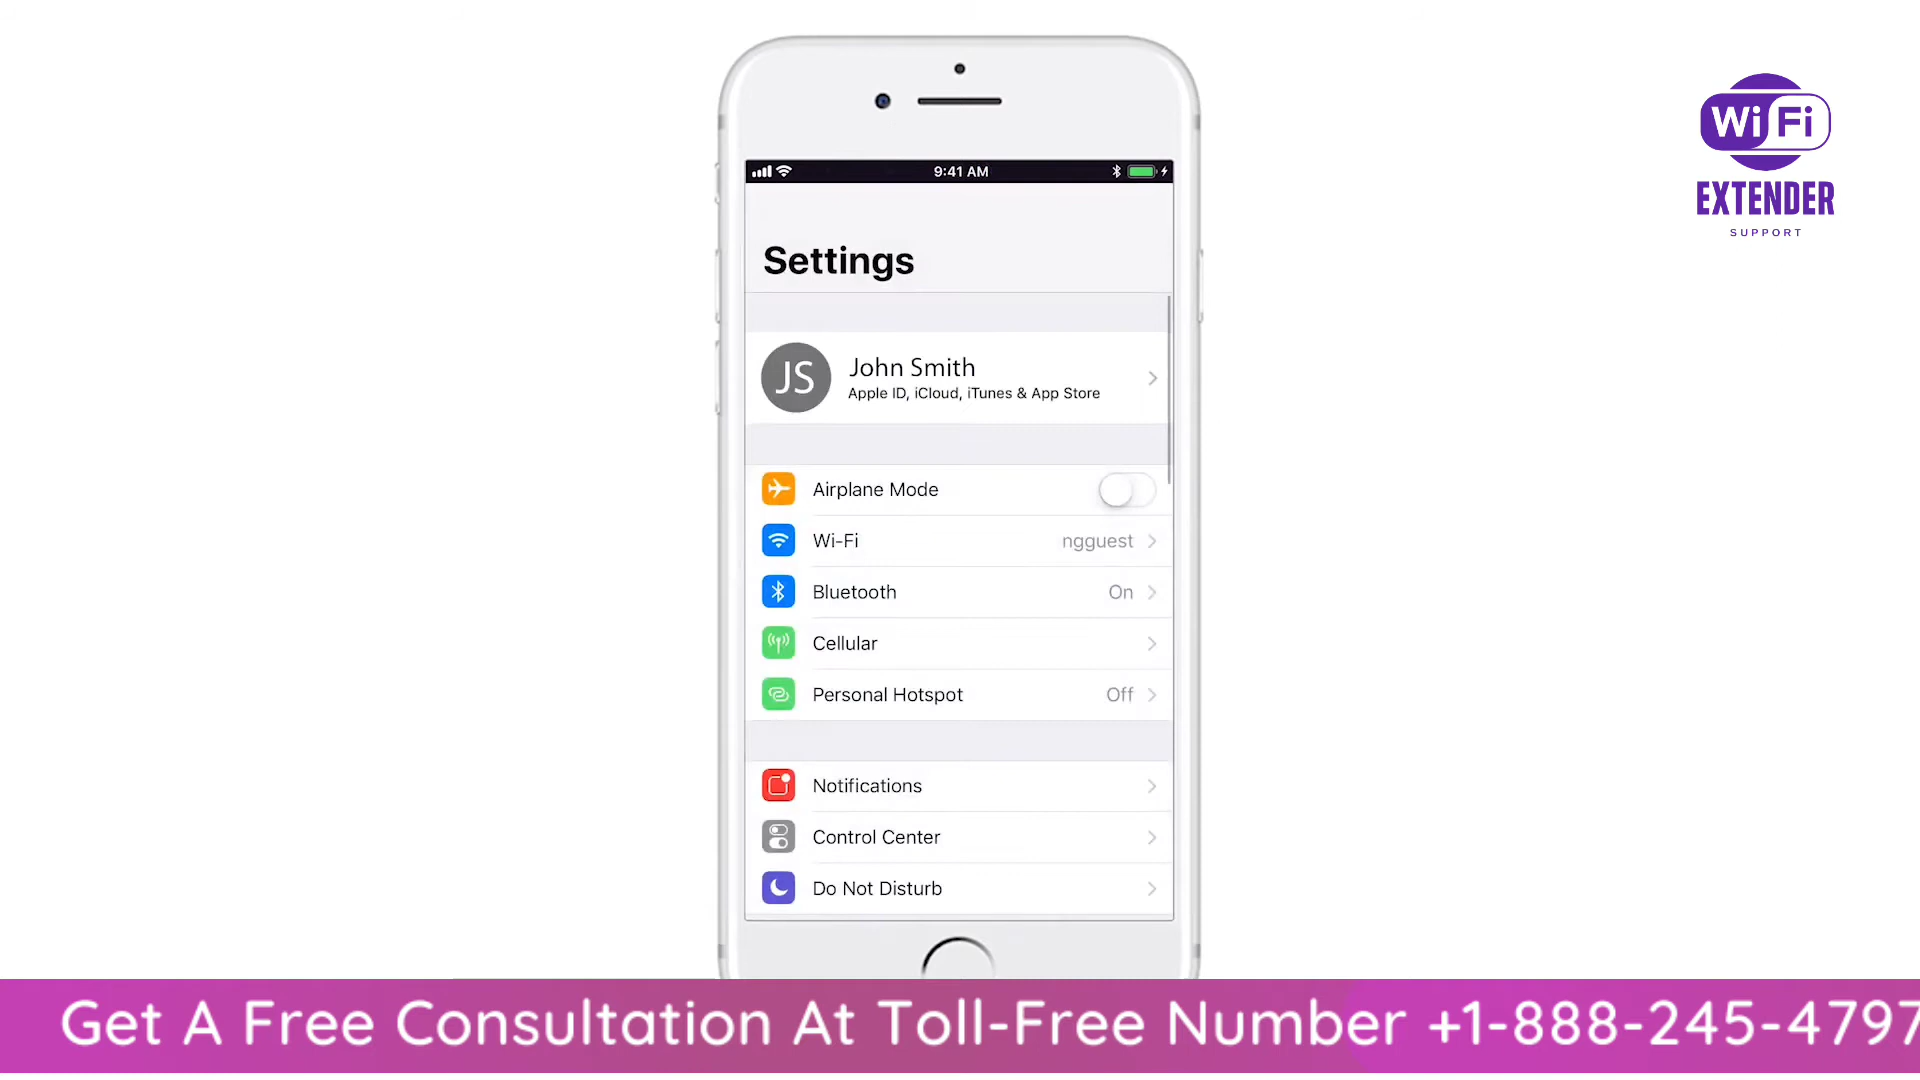 Wi Fi
EXTENDER
SUPPORT
9:41 AM
Settings
JS
John Smith
Apple ID, iCloud, iTunes & App Store
Airplane Mode
Wi-Fi ngguest
Bluetooth On
Cellular
Personal Hotspot Off
Notifications
Control Center
Do Not Disturb
Get A Free Consultation At Toll-Free Number +1-888-245-4797